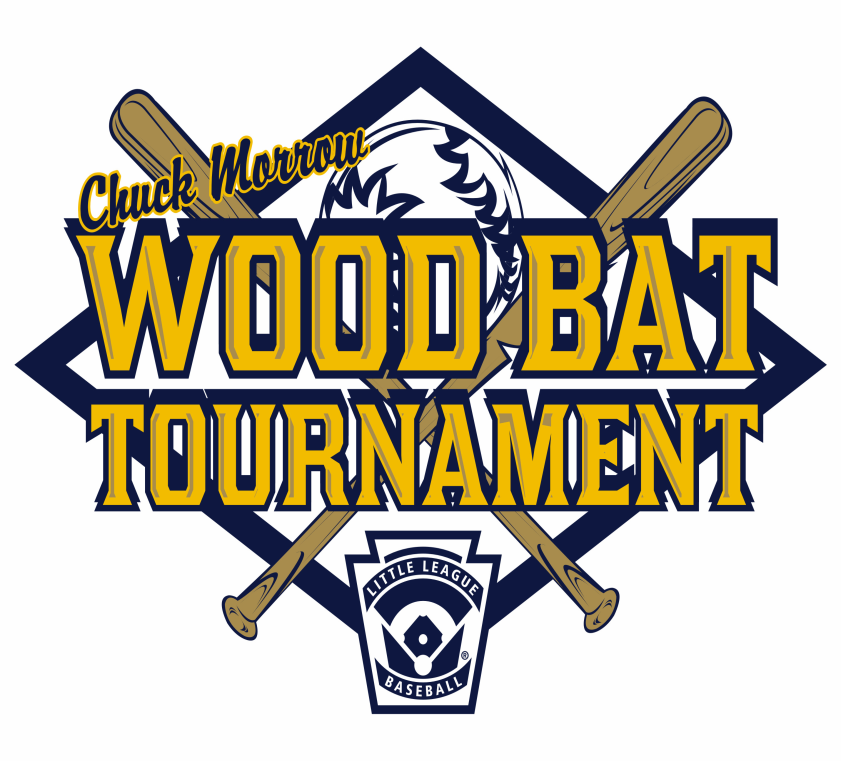 Chuck Morrow
WOOD BAT
TOURNAMENT
LITTLE LEAGUE
®
BASEBALL